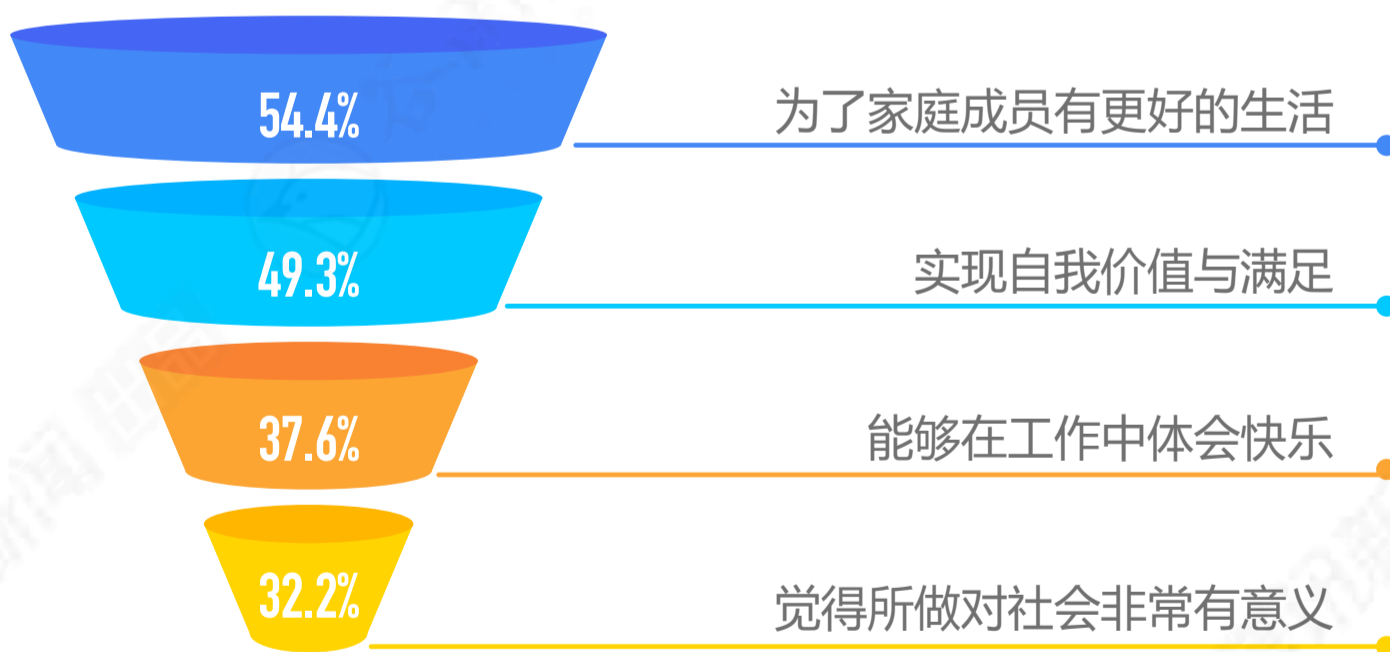 54.4%
为了家庭成员有更好的生活
49.3%
实现自我价值与满足
37.6%
能够在工作中体会快乐
32.2%
觉得所做对社会非常有意义